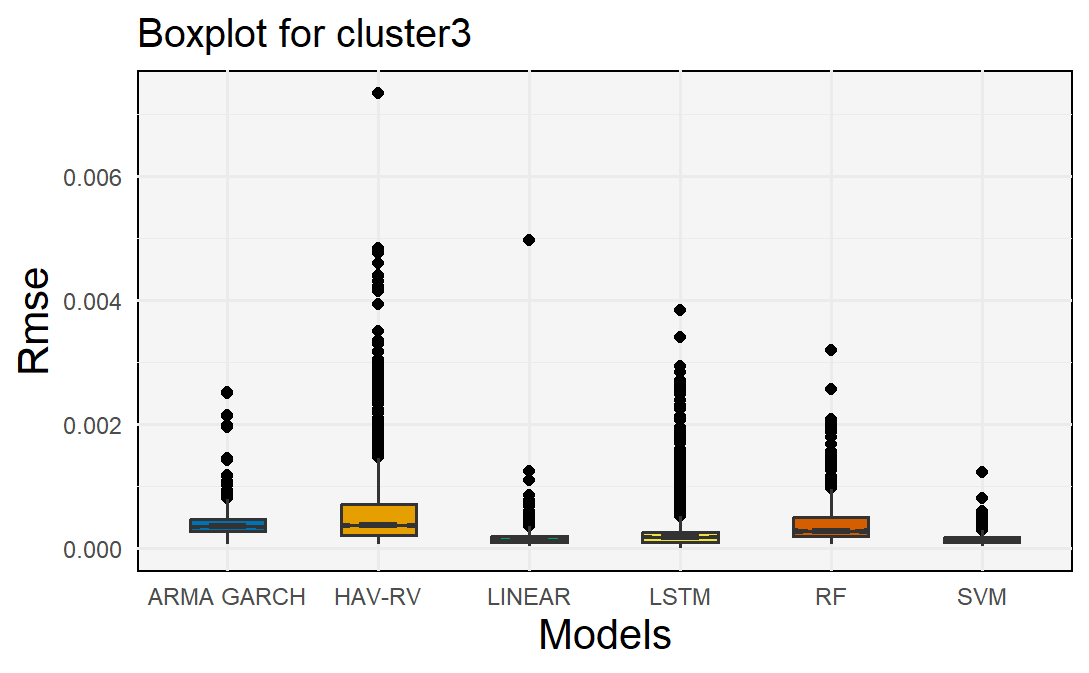 Boxplot for cluster3
Rmse
0.006
0.004
0.002
0.000
ARMA GARCH HAV-RV LINEAR LSTM RF SVM
Models